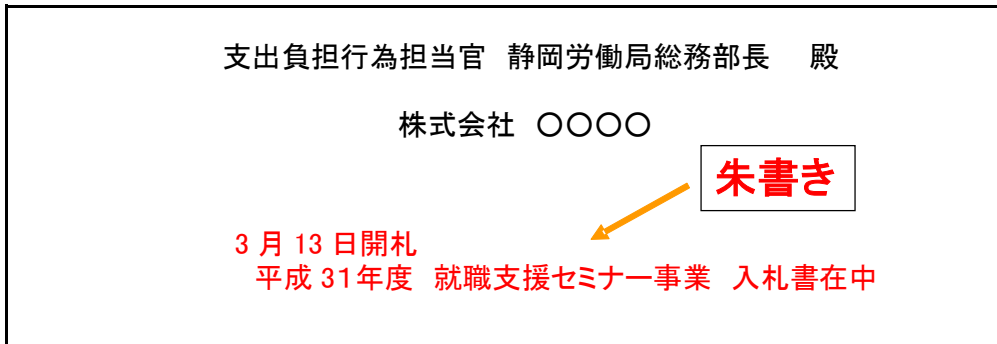 支出負担行為担当官 静岡労働局総務部長 殿
株式会社 〇〇〇〇
朱書き
3月13日開札
平成31年度 就職支援セミナー事業 入札書在中